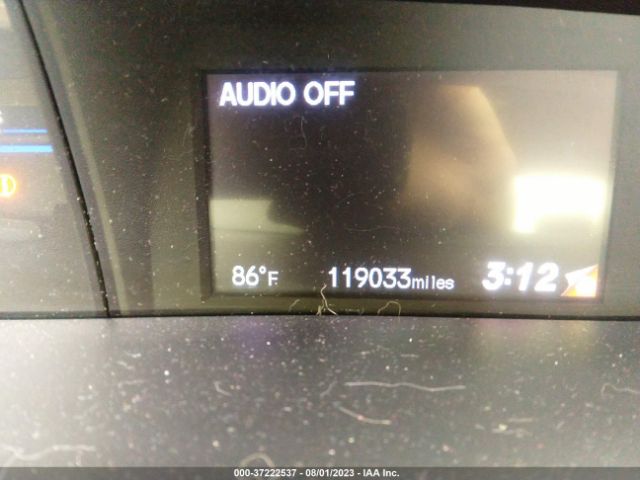 AUDIO OFF
86°F 119033miles 3:12
000-37222537 - 08/01/2023 - IAA Inc.